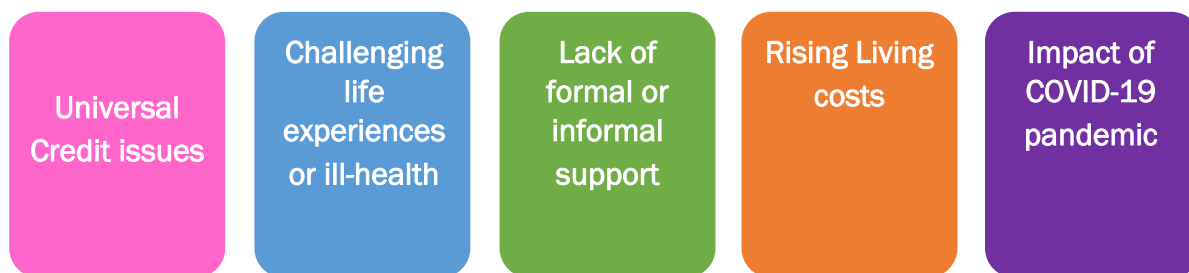 Universal
Credit issues
Challenging
life
experiences
or ill-health
Lack of
formal or
informal
support
Rising Living
costs
Impact of
COVID-19
pandemic